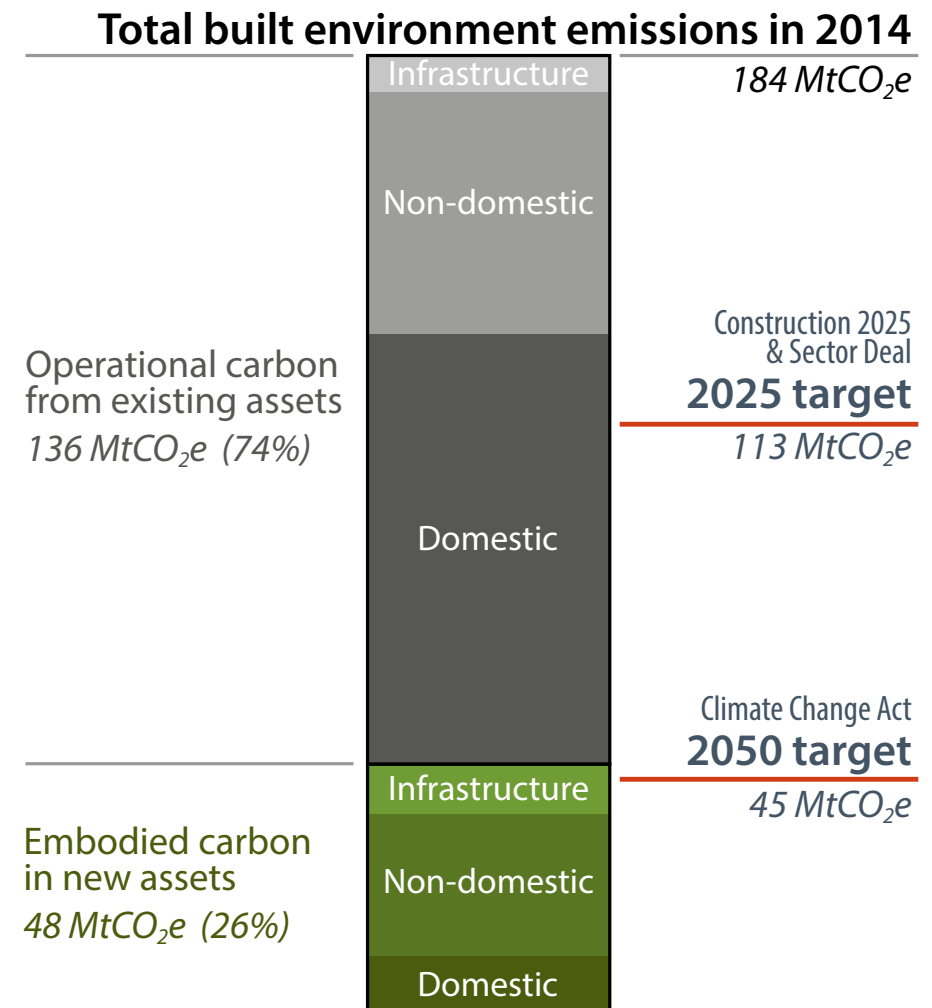 Total built environment emissions in 2014
Infrastructure
184 MtCO₂e
Non-domestic
Construction 2025
& Sector Deal
2025 target
113 MtCO₂e
Operational carbon
from existing assets
136 MtCO₂e (74%)
Domestic
Climate Change Act
2050 target
45 MtCO₂e
Infrastructure
Embodied carbon
in new assets
48 MtCO₂e (26%)
Non-domestic
Domestic